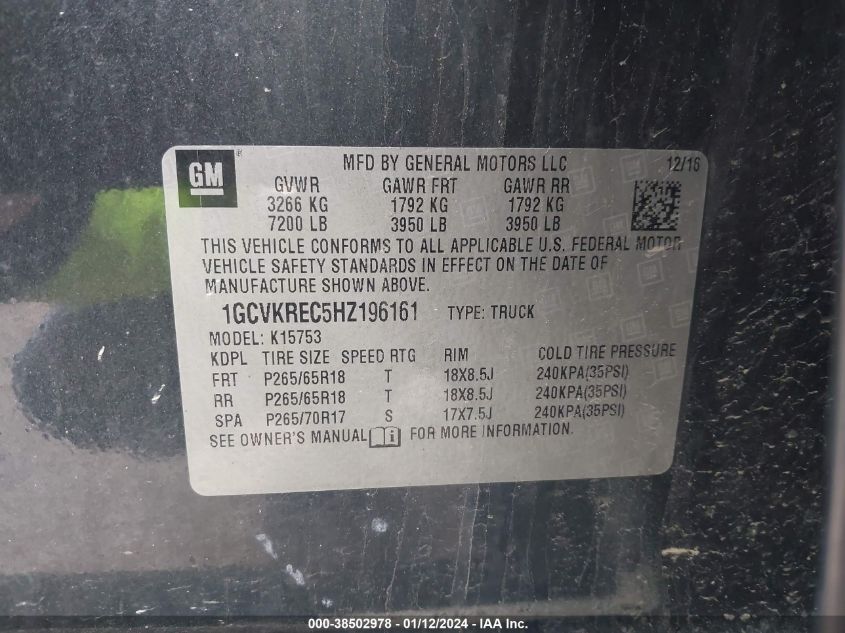 GM ® MFD BY GENERAL MOTORS LLC 12/16
GVWR GAWR FRT GAWR RR
3266 KG 1792 KG 1792 KG
7200 LB 3950 LB 3950 LB
THIS VEHICLE CONFORMS TO ALL APPLICABLE U.S. FEDERAL MOTOR
VEHICLE SAFETY STANDARDS IN EFFECT ON THE DATE OF
MANUFACTURE SHOWN ABOVE.
1GCVKREC5HZ196161 TYPE: TRUCK
MODEL: K15753
KDPL TIRE SIZE SPEED RTG RIM COLD TIRE PRESSURE
FRT P265/65R18 T 18X8.5J 240KPA(35PSI)
RR P265/65R18 T 18X8.5J 240KPA(35PSI)
SPA P265/70R17 S 17X7.5J 240KPA(35PSI)
SEE OWNER'S MANUAL i FOR MORE INFORMATION.
000-38502978 - 01/12/2024 - IAA Inc.